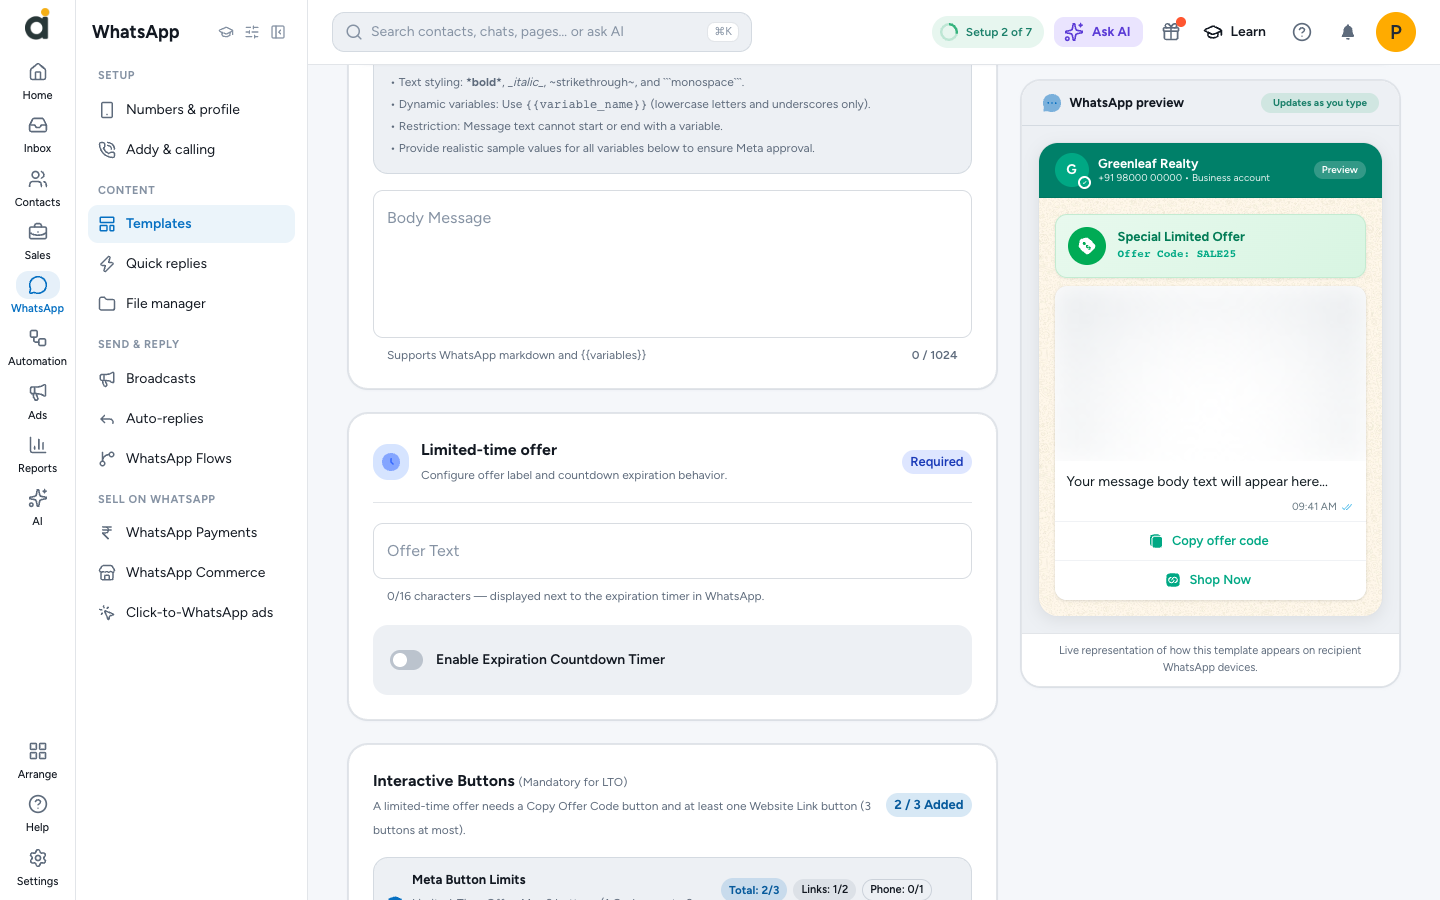 WhatsApp
Search contacts, chats, pages... or ask AI
⌘K
Setup 2 of 7
Ask AI
Learn
P
Home
Inbox
Contacts
Sales
WhatsApp
Automation
Ads
Reports
AI
Arrange
Help
Settings
SETUP
Numbers & profile
Addy & calling
CONTENT
Templates
Quick replies
File manager
SEND & REPLY
Broadcasts
Auto-replies
WhatsApp Flows
SELL ON WHATSAPP
WhatsApp Payments
WhatsApp Commerce
Click-to-WhatsApp ads
• Text styling: *bold*, _italic_, ~strikethrough~, and ```monospace```.
• Dynamic variables: Use {{variable_name}} (lowercase letters and underscores only).
• Restriction: Message text cannot start or end with a variable.
• Provide realistic sample values for all variables below to ensure Meta approval.
Body Message
Supports WhatsApp markdown and {{variables}}
0 / 1024
Limited-time offer
Configure offer label and countdown expiration behavior.
Required
Offer Text
0/16 characters — displayed next to the expiration timer in WhatsApp.
Enable Expiration Countdown Timer
Interactive Buttons (Mandatory for LTO)
A limited-time offer needs a Copy Offer Code button and at least one Website Link button (3
buttons at most).
2 / 3 Added
Meta Button Limits
Total: 2/3
Links: 1/2
Phone: 0/1
WhatsApp preview
Updates as you type
G
Greenleaf Realty
+91 98000 00000 • Business account
Preview
Special Limited Offer
Offer Code: SALE25
Your message body text will appear here...
09:41 AM
Copy offer code
Shop Now
Live representation of how this template appears on recipient
WhatsApp devices.